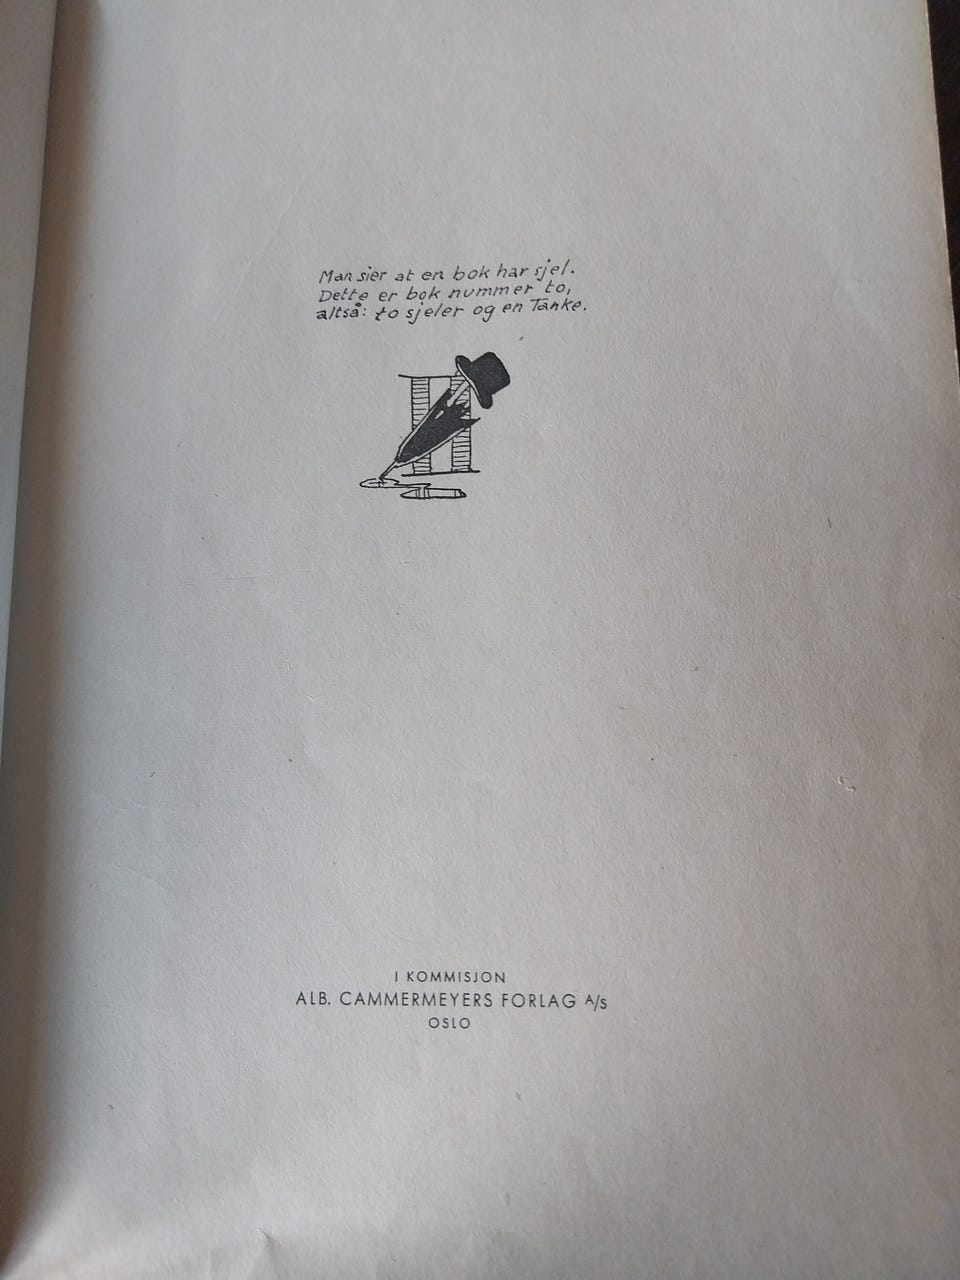 Man sier at en bok har sjel.
Dette er bok nummer to,
altså: to sjeler og en Tanke.
I KOMMISJON
ALB. CAMMERMEYERS FORLAG A/S
OSLO